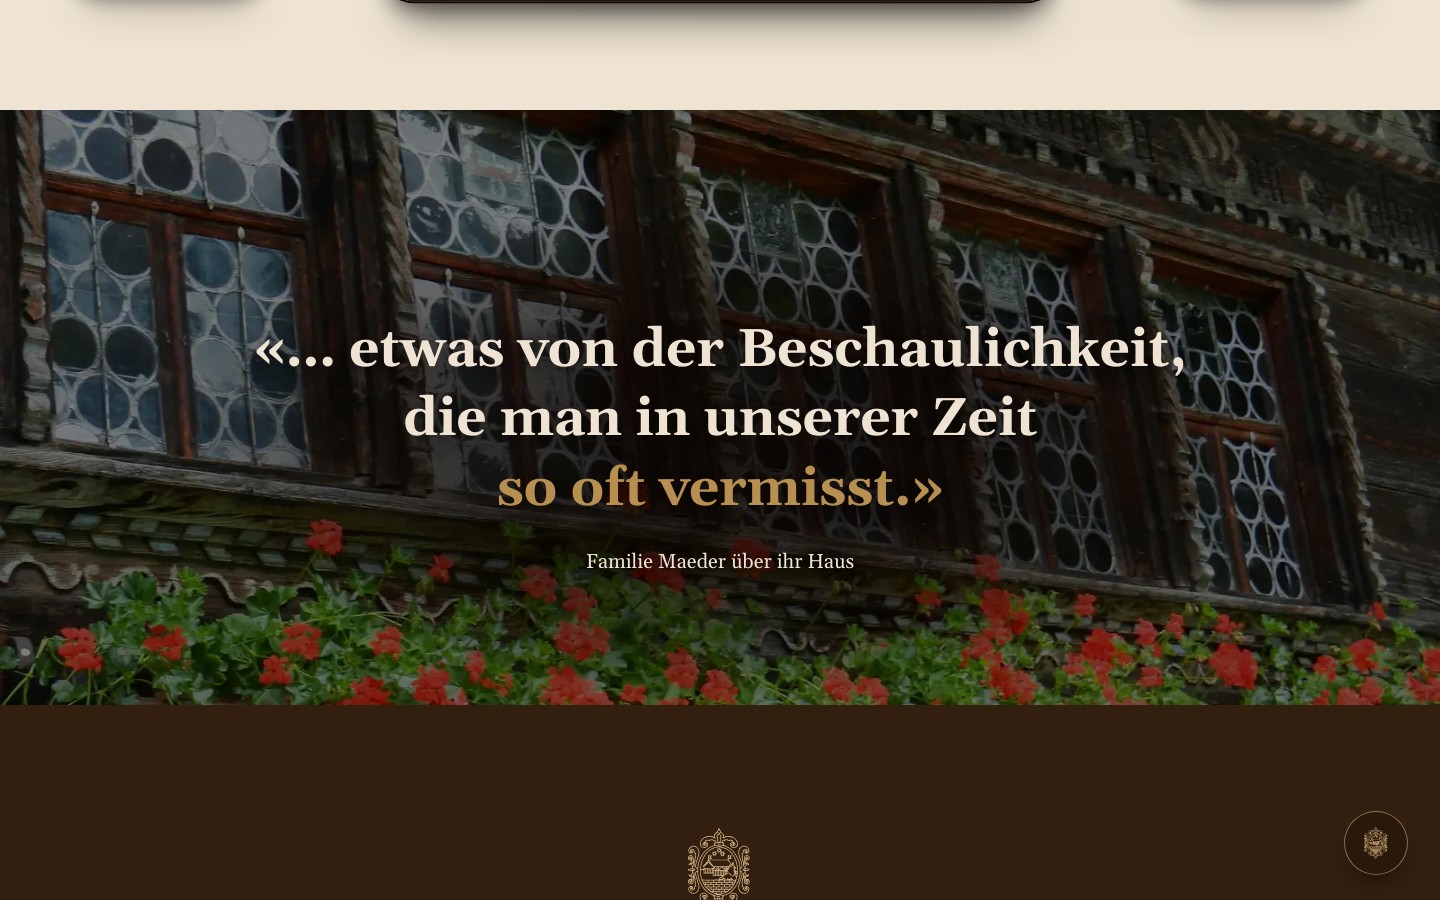 «... etwas von der Beschaulichkeit,
die man in unserer Zeit
so oft vermisst.»
Familie Maeder über ihr Haus